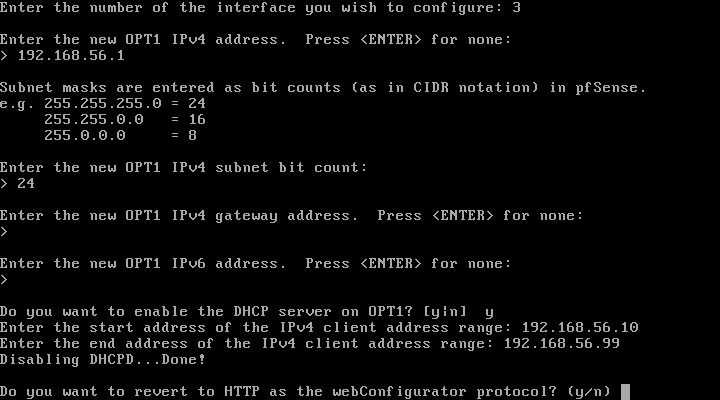 Enter the number of the interface you wish to configure: 3
Enter the new OPT1 IPv4 address.  Press <ENTER> for none:
> 192.168.56.1
Subnet masks are entered as bit counts (as in CIDR notation) in pfSense.
e.g. 255.255.255.0 = 24
     255.255.0.0   = 16
     255.0.0.0     = 8
Enter the new OPT1 IPv4 subnet bit count:
> 24
Enter the new OPT1 IPv4 gateway address.  Press <ENTER> for none:
>
Enter the new OPT1 IPv6 address.  Press <ENTER> for none:
>
Do you want to enable the DHCP server on OPT1? [y|n]  y
Enter the start address of the IPv4 client address range: 192.168.56.10
Enter the end address of the IPv4 client address range: 192.168.56.99
Disabling DHCPD...Done!
Do you want to revert to HTTP as the webConfigurator protocol? (y/n)